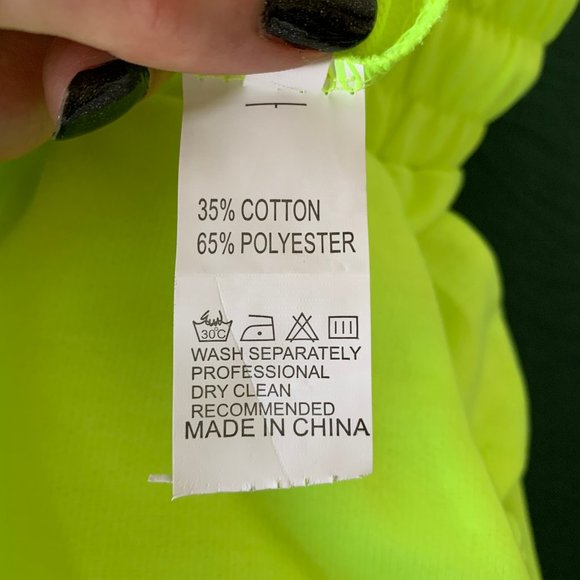 35% COTTON
65% POLYESTER
30°C
WASH SEPARATELY
PROFESSIONAL
DRY CLEAN
RECOMMENDED
MADE IN CHINA